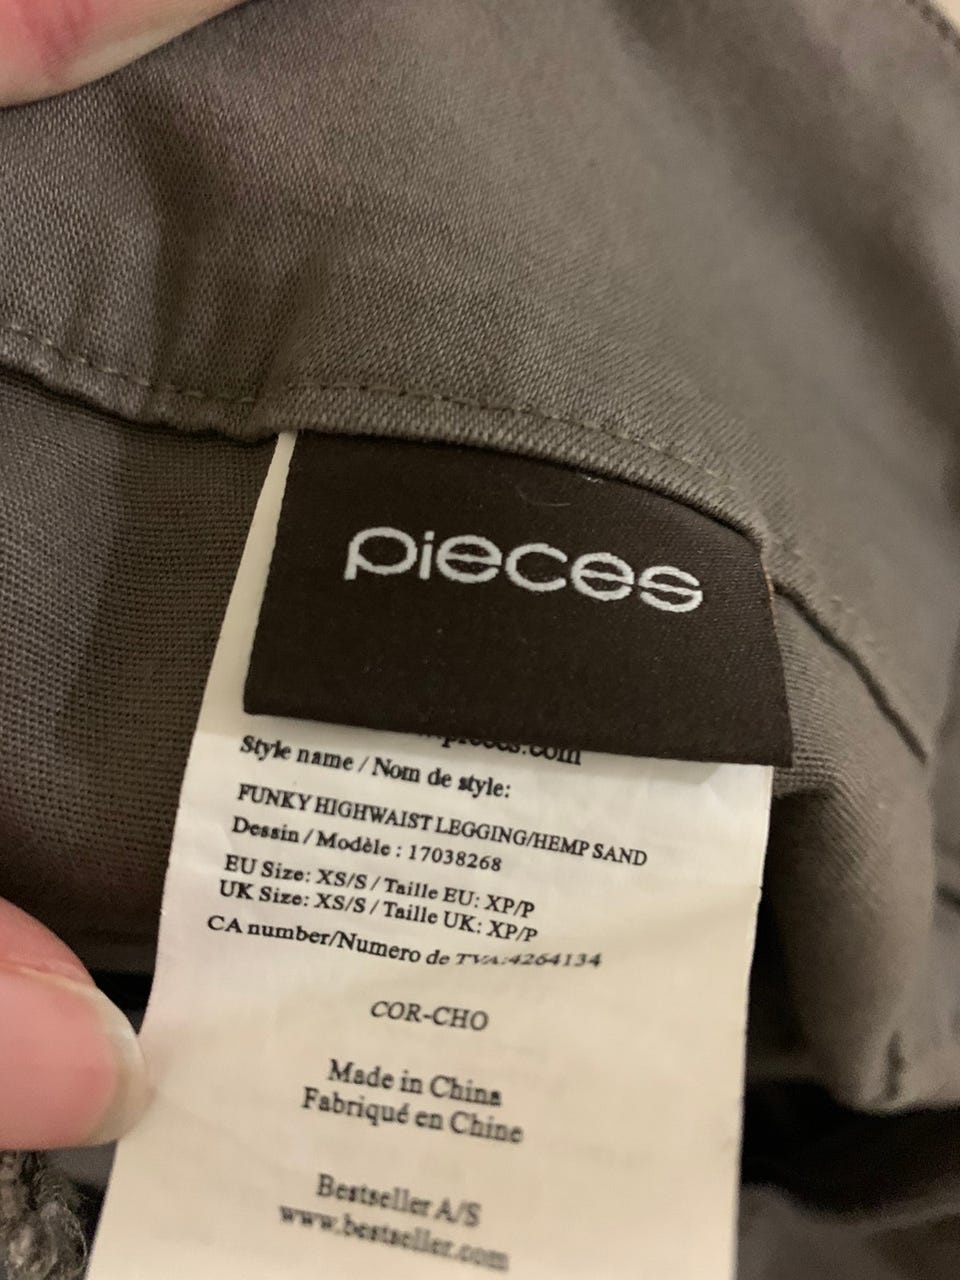 pieces
Style name / Nom de style:
FUNKY HIGHWAIST LEGGING/HEMP SAND
Dessin / Modèle : 17038268
EU Size: XS/S / Taille EU: XP/P
UK Size: XS/S / Taille UK: XP/P
CA number/Numero de TVA:4264134
COR-CHO
Made in China
Fabriqué en Chine
Bestseller A/S
www.bestseller.com